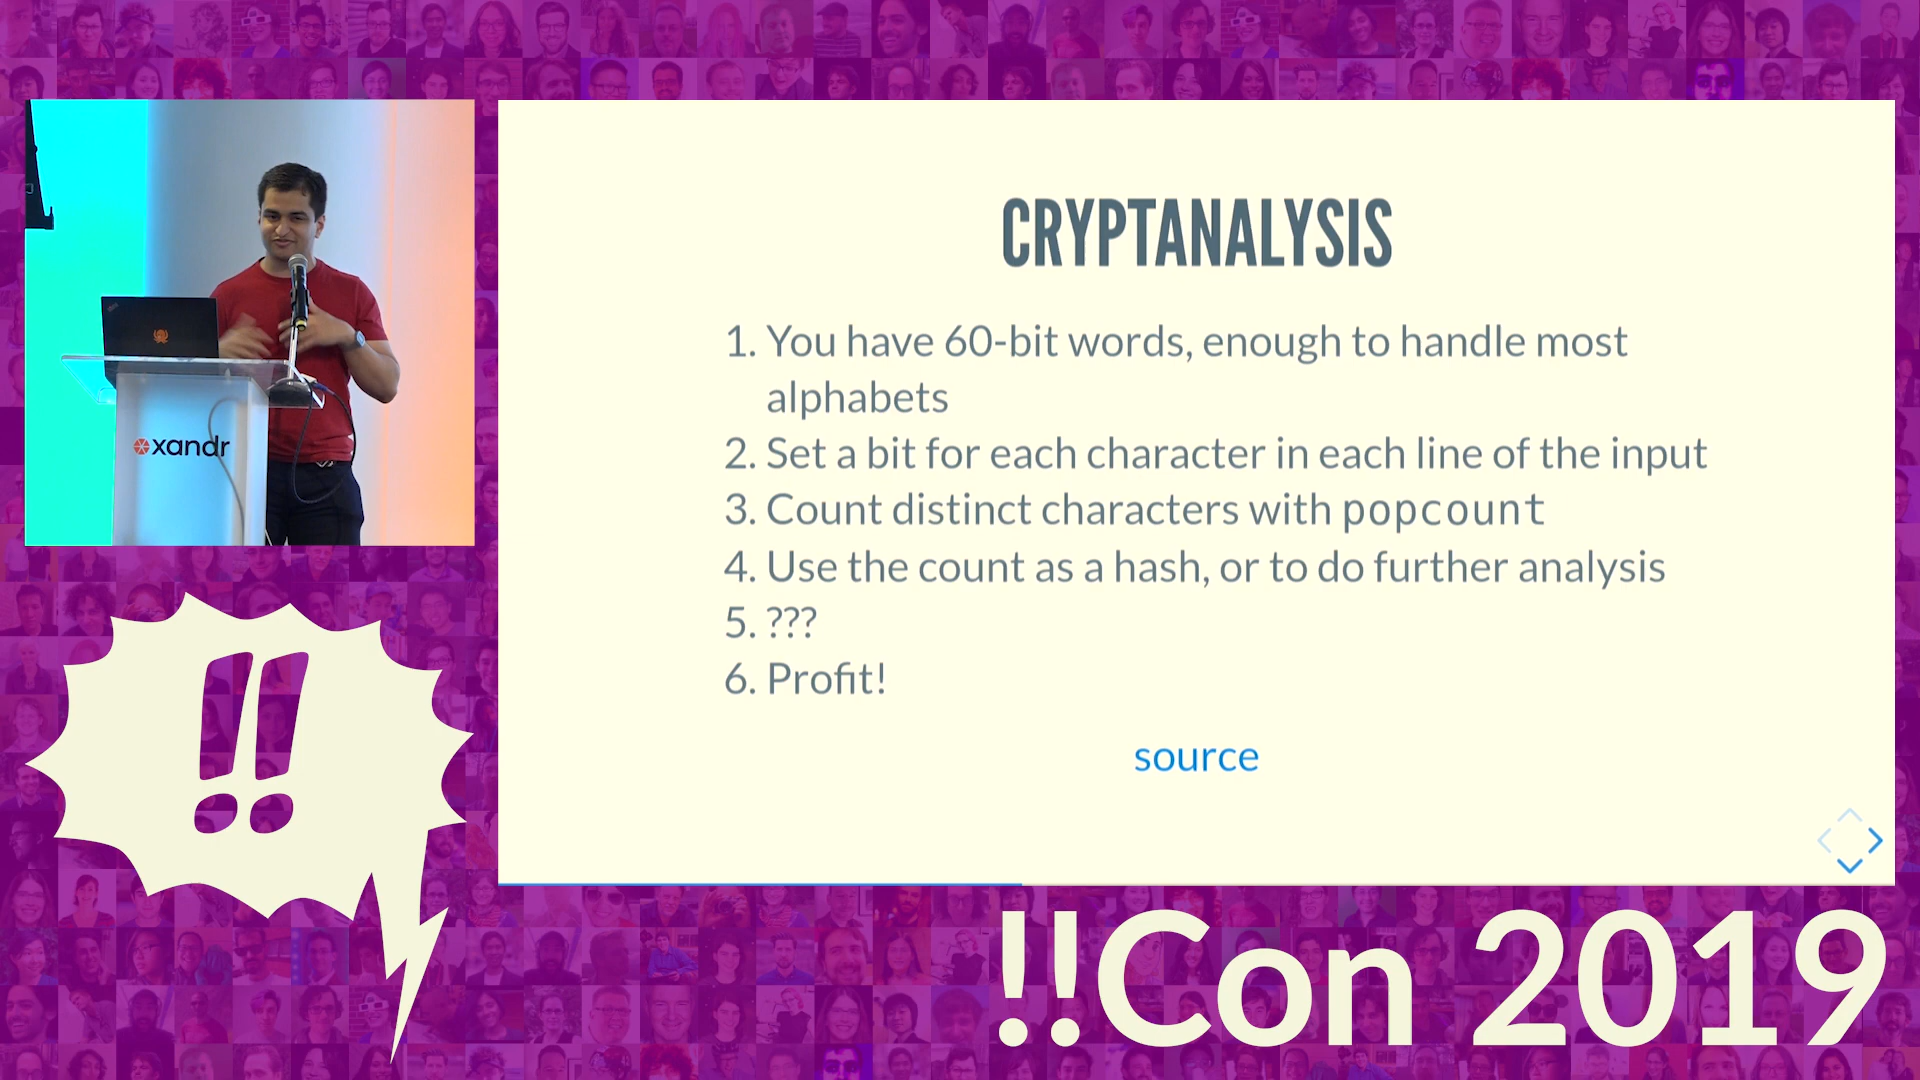 CRYPTANALYSIS
1. You have 60-bit words, enough to handle most
alphabets
2. Set a bit for each character in each line of the input
3. Count distinct characters with popcount
4. Use the count as a hash, or to do further analysis
5. ???
6. Profit!
source
xandr
!!
!!Con 2019